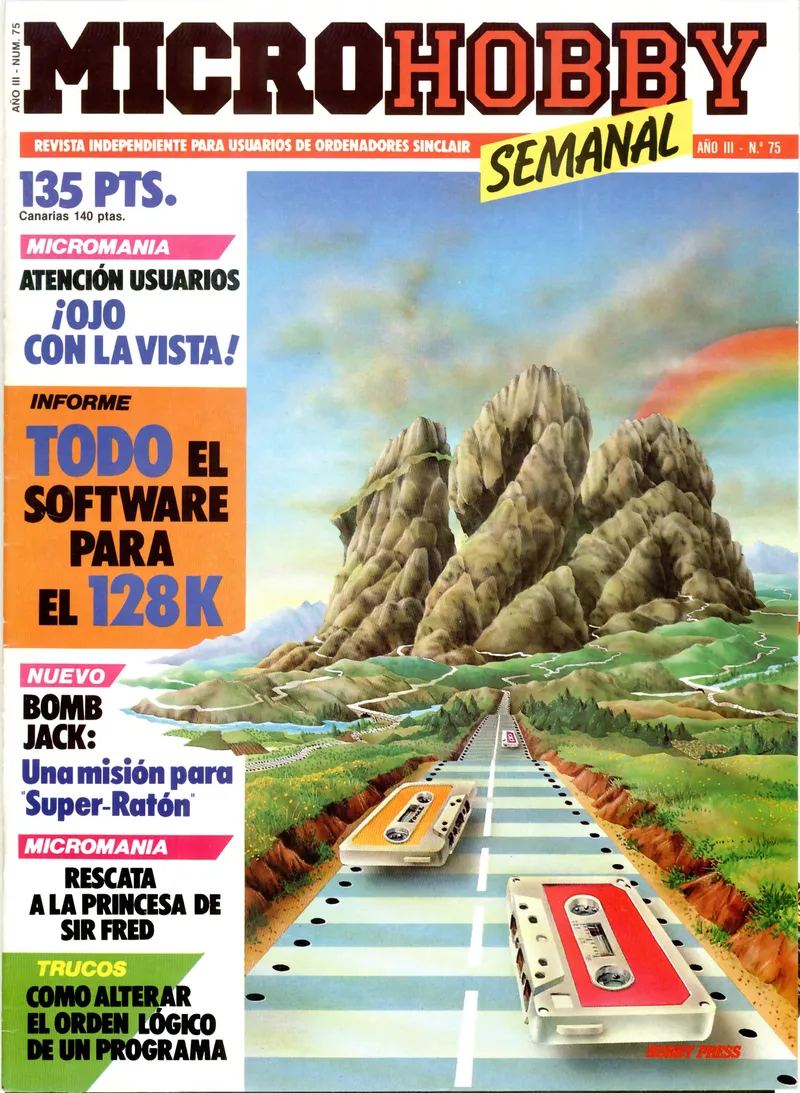 AÑO III - NUM. 75
MICROHOBBY
SEMANAL
REVISTA INDEPENDIENTE PARA USUARIOS DE ORDENADORES SINCLAIR
AÑO III - N.º 75
135 PTS.
Canarias 140 ptas.
MICROMANIA
ATENCIÓN USUARIOS
¡OJO
CON LA VISTA!
INFORME
TODO EL
SOFTWARE
PARA
EL 128K
NUEVO
BOMB
JACK:
Una misión para
"Super-Ratón"
MICROMANIA
RESCATA
A LA PRINCESA DE
SIR FRED
TRUCOS
COMO ALTERAR
EL ORDEN LÓGICO
DE UN PROGRAMA
HOBBY PRESS